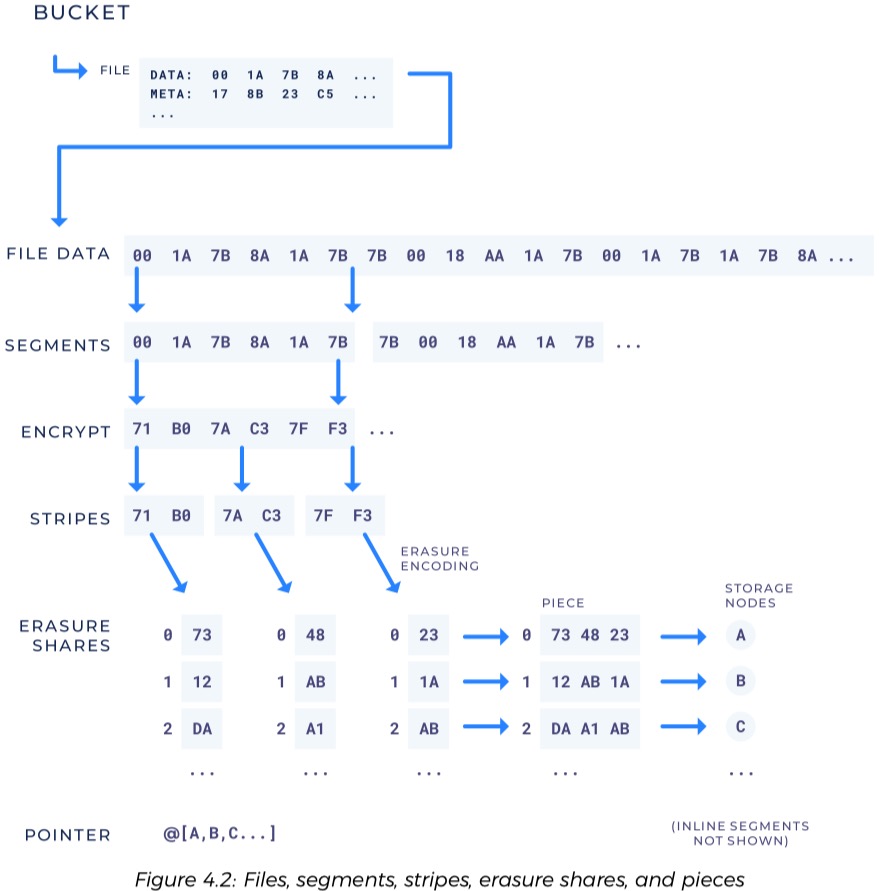 BUCKET
FILE
DATA: 00 1A 7B 8A ...
META: 17 8B 23 C5 ...
...
FILE DATA 00 1A 7B 8A 1A 7B 7B 00 18 AA 1A 7B 00 1A 7B 1A 7B 8A ...
SEGMENTS 00 1A 7B 8A 1A 7B 7B 00 18 AA 1A 7B ...
ENCRYPT 71 B0 7A C3 7F F3 ...
STRIPES 71 B0 7A C3 7F F3
ERASURE
ENCODING
PIECE
STORAGE
NODES
ERASURE
SHARES
0 73 0 48 0 23 0 73 48 23 A
1 12 1 AB 1 1A 1 12 AB 1A B
2 DA 2 A1 2 AB 2 DA A1 AB C
... ... ... ... ...
POINTER @[A,B,C...]
(INLINE SEGMENTS
NOT SHOWN)
Figure 4.2: Files, segments, stripes, erasure shares, and pieces